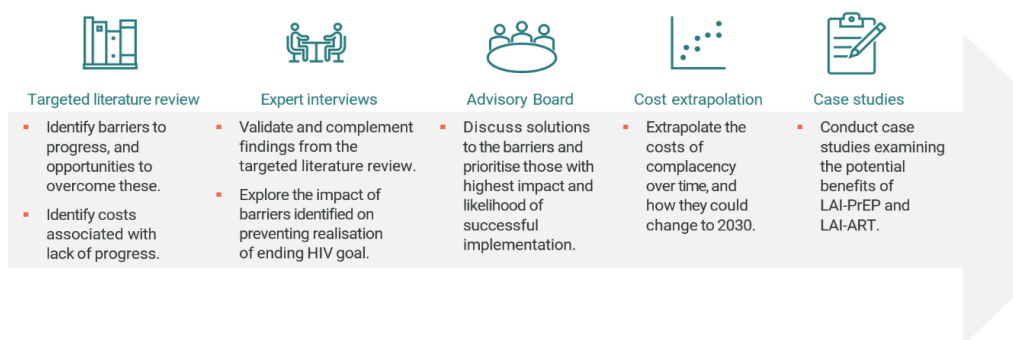 Targeted literature review
Identify barriers to
progress, and
opportunities to
overcome these.
Identify costs
associated with
lack of progress.
Expert interviews
Validate and complement
findings from the
targeted literature review.
Explore the impact of
barriers identified on
preventing realisation
of ending HIV goal.
Advisory Board
Discuss solutions
to the barriers and
prioritise those with
highest impact and
likelihood of
successful
implementation.
Cost extrapolation
Extrapolate the
costs of
complacency
over time, and
how they could
change to 2030.
Case studies
Conduct case
studies examining
the potential
benefits of
LAI-PrEP and
LAI-ART.